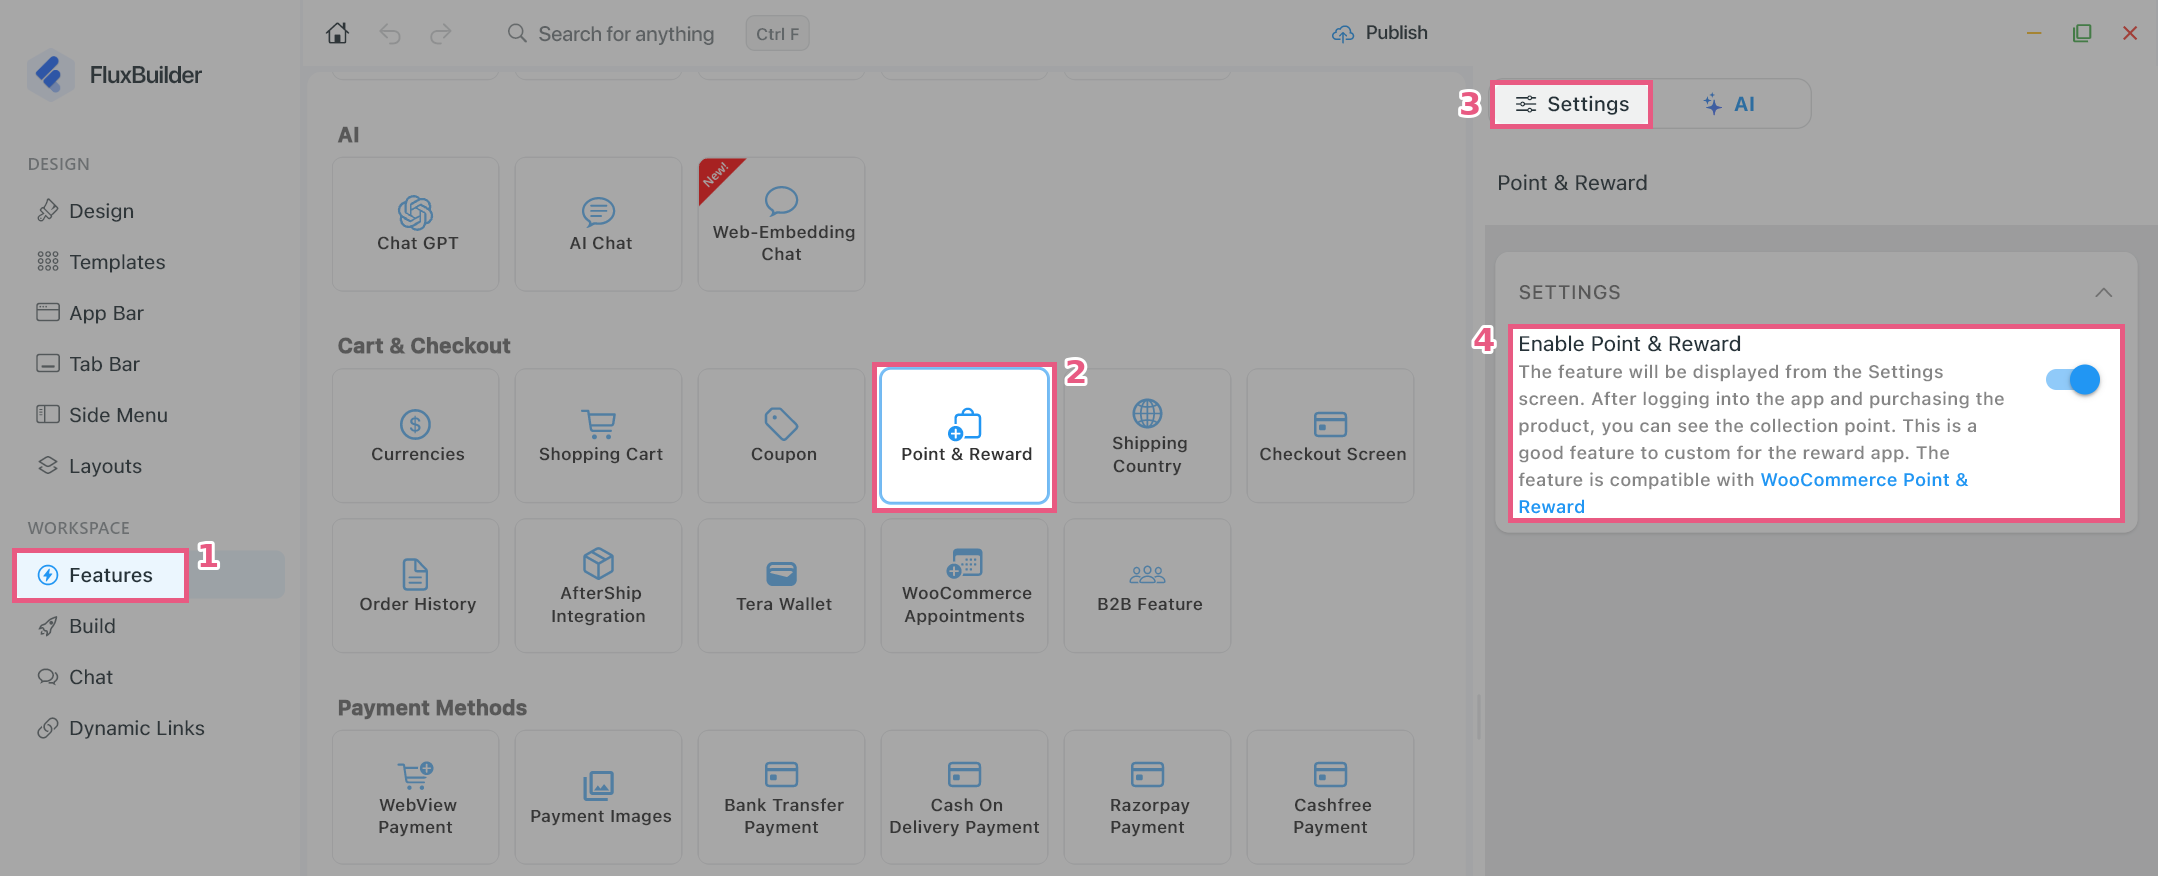 FluxBuilder
Search for anything
Ctrl F
Publish
DESIGN
Design
Templates
App Bar
Tab Bar
Side Menu
Layouts
WORKSPACE
1
Features
Build
Chat
Dynamic Links
AI
Chat GPT
AI Chat
New!
Web-Embedding
Chat
Cart & Checkout
Currencies
Shopping Cart
Coupon
2
Point & Reward
Shipping
Country
Checkout Screen
Order History
AfterShip
Integration
Tera Wallet
WooCommerce
Appointments
B2B Feature
Payment Methods
WebView
Payment
Payment Images
Bank Transfer
Payment
Cash On
Delivery Payment
Razorpay
Payment
Cashfree
Payment
3
Settings
AI
Point & Reward
SETTINGS
4
Enable Point & Reward
The feature will be displayed from the Settings
screen. After logging into the app and purchasing the
product, you can see the collection point. This is a
good feature to custom for the reward app. The
feature is compatible with WooCommerce Point &
Reward